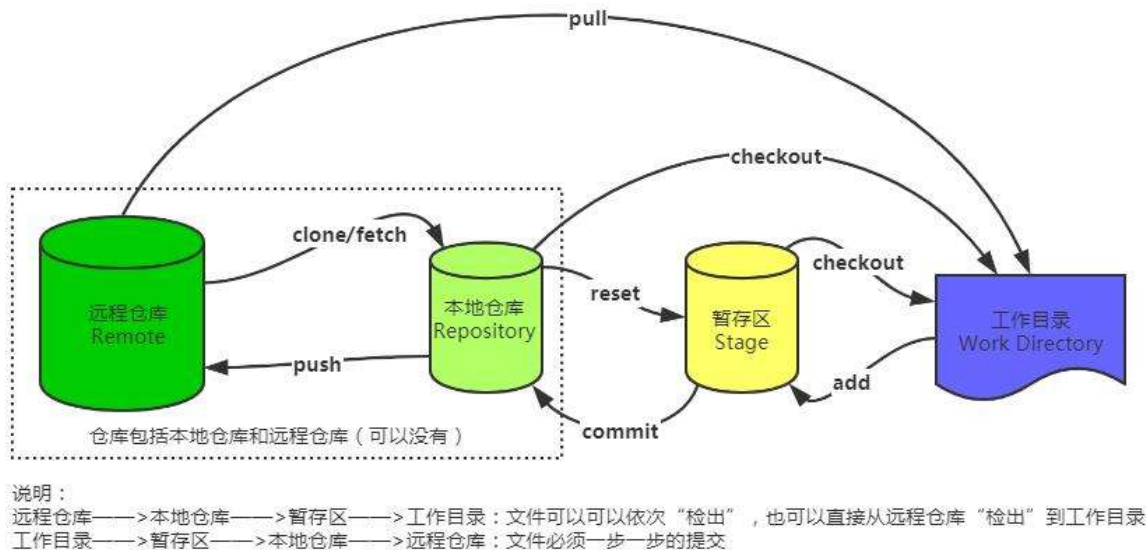 pull
checkout
clone/fetch
checkout
远程仓库
Remote
本地仓库
Repository
reset
暂存区
Stage
工作目录
Work Directory
push
add
commit
仓库包括本地仓库和远程仓库（可以没有）
说明：
远程仓库——>本地仓库——>暂存区——>工作目录：文件可以可以依次“检出”，也可以直接从远程仓库“检出”到工作目录
工作目录——>暂存区——>本地仓库——>远程仓库：文件必须一步一步的提交